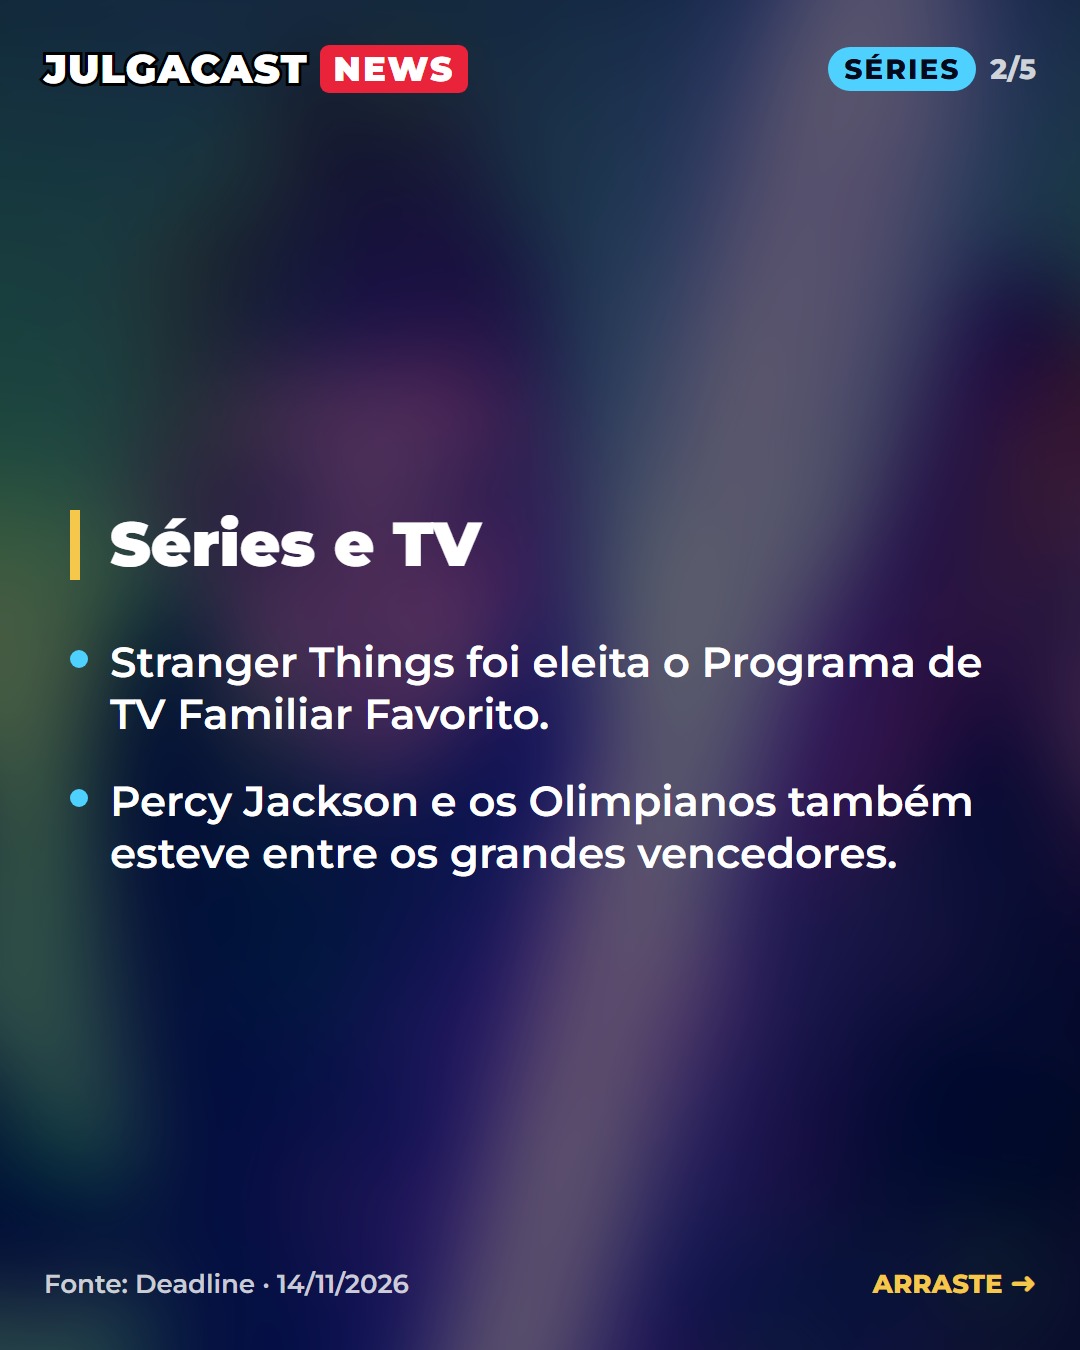 JULGACAST NEWS
SÉRIES 2/5
Séries e TV
Stranger Things foi eleita o Programa de
TV Familiar Favorito.
Percy Jackson e os Olimpianos também
esteve entre os grandes vencedores.
Fonte: Deadline · 14/11/2026
ARRASTE →